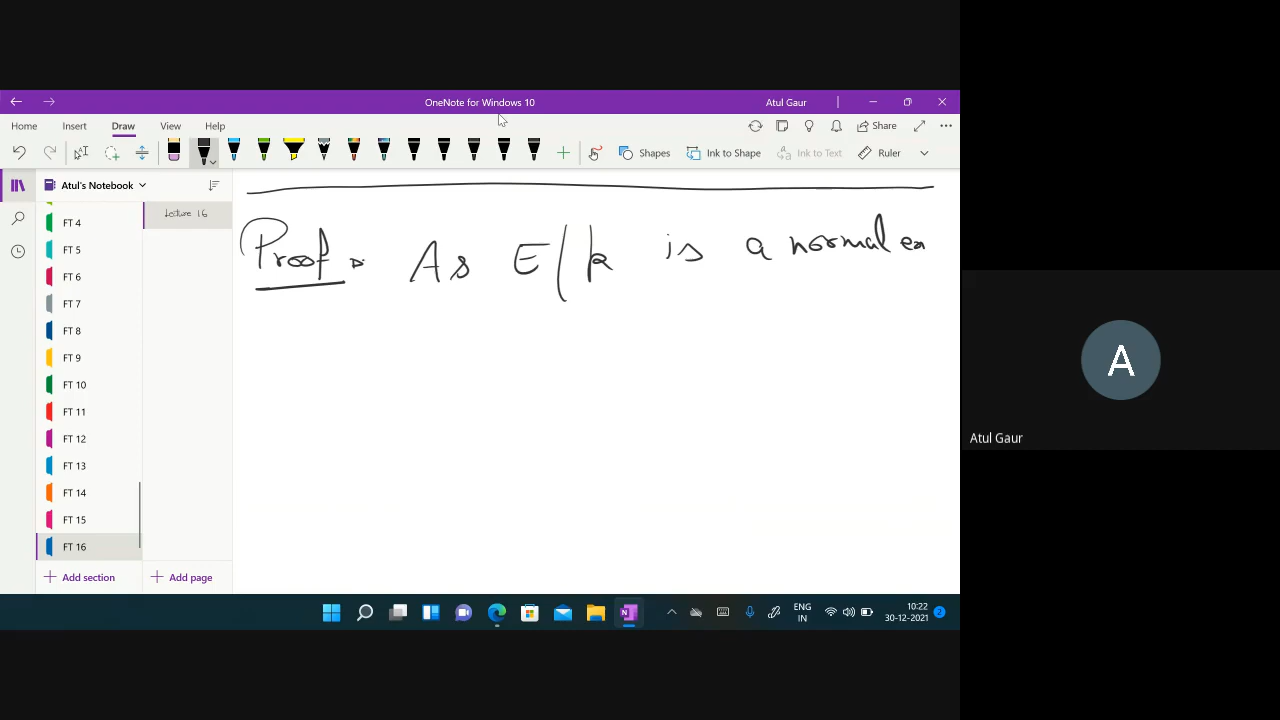 OneNote for Windows 10
Atul Gaur
Home
Insert
Draw
View
Help
Share
Shapes
Ink to Shape
Ink to Text
Ruler
Atul's Notebook
FT 4
FT 5
FT 6
FT 7
FT 8
FT 9
FT 10
FT 11
FT 12
FT 13
FT 14
FT 15
FT 16
Add section
Lecture 16
Add page
Proof: As E/k is a normal ex
A
Atul Gaur
ENG
IN
10:22
30-12-2021
2